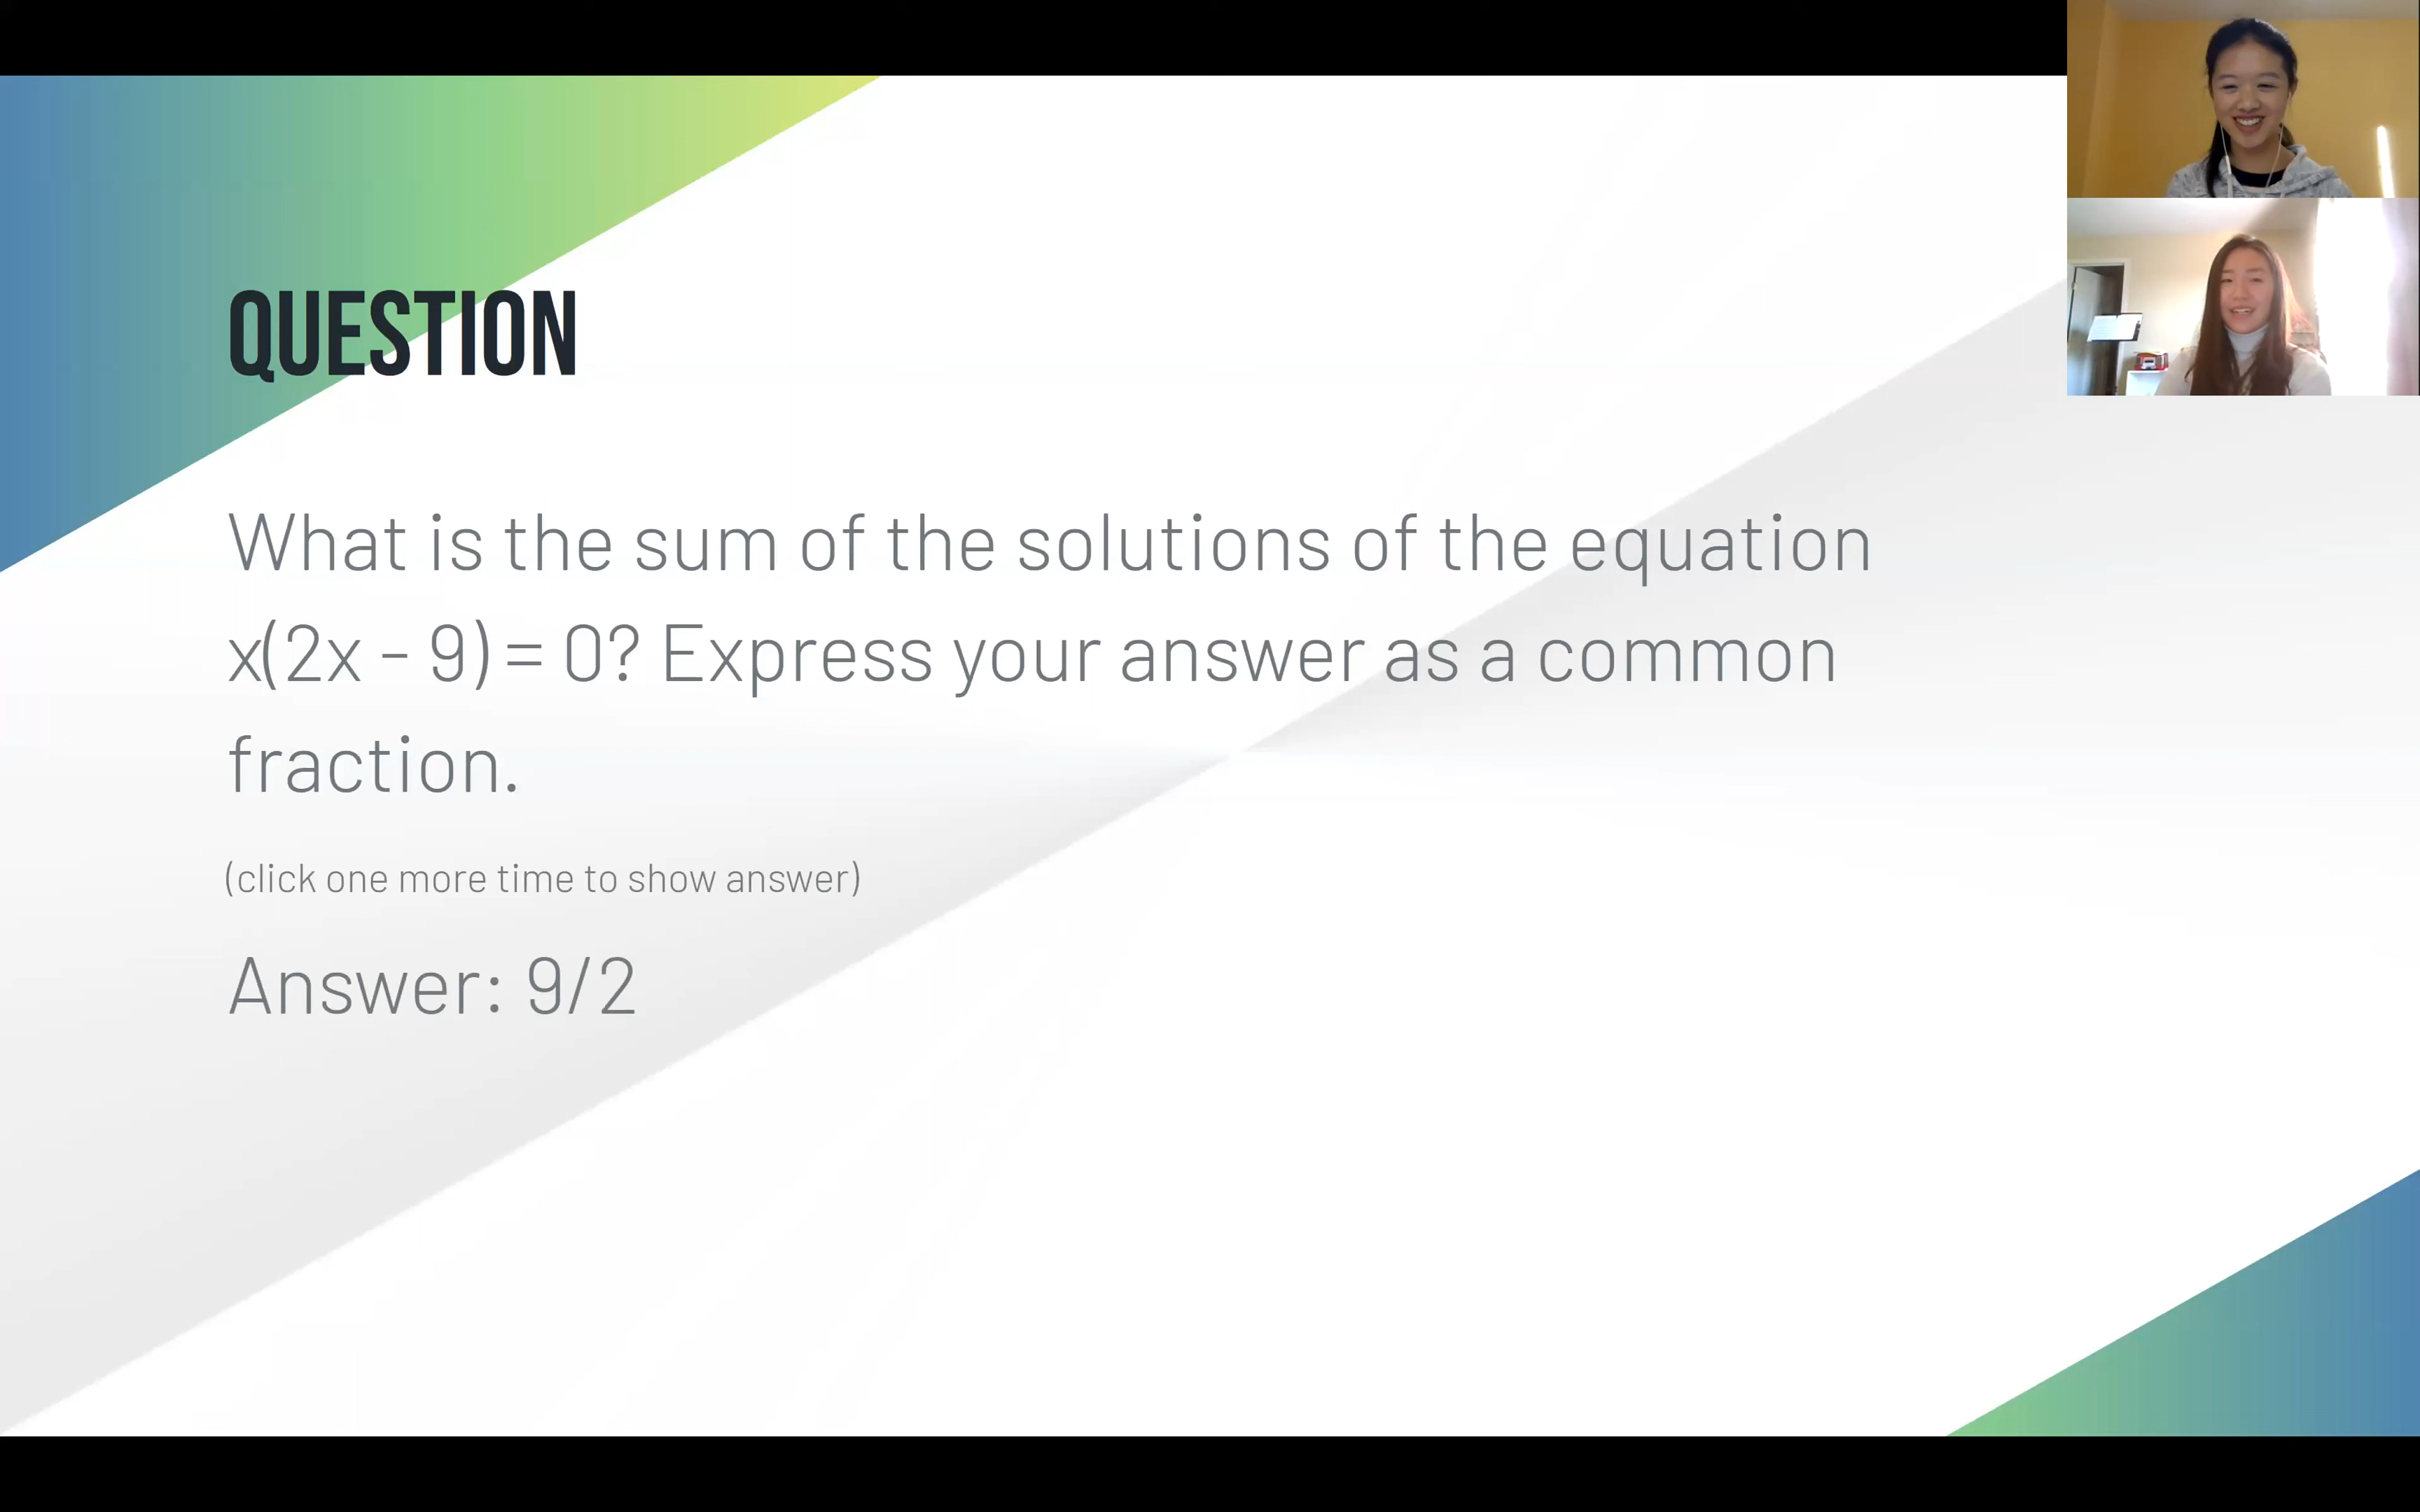 QUESTION
What is the sum of the solutions of the equation
x(2x - 9) = 0? Express your answer as a common
fraction.
(click one more time to show answer)
Answer: 9/2